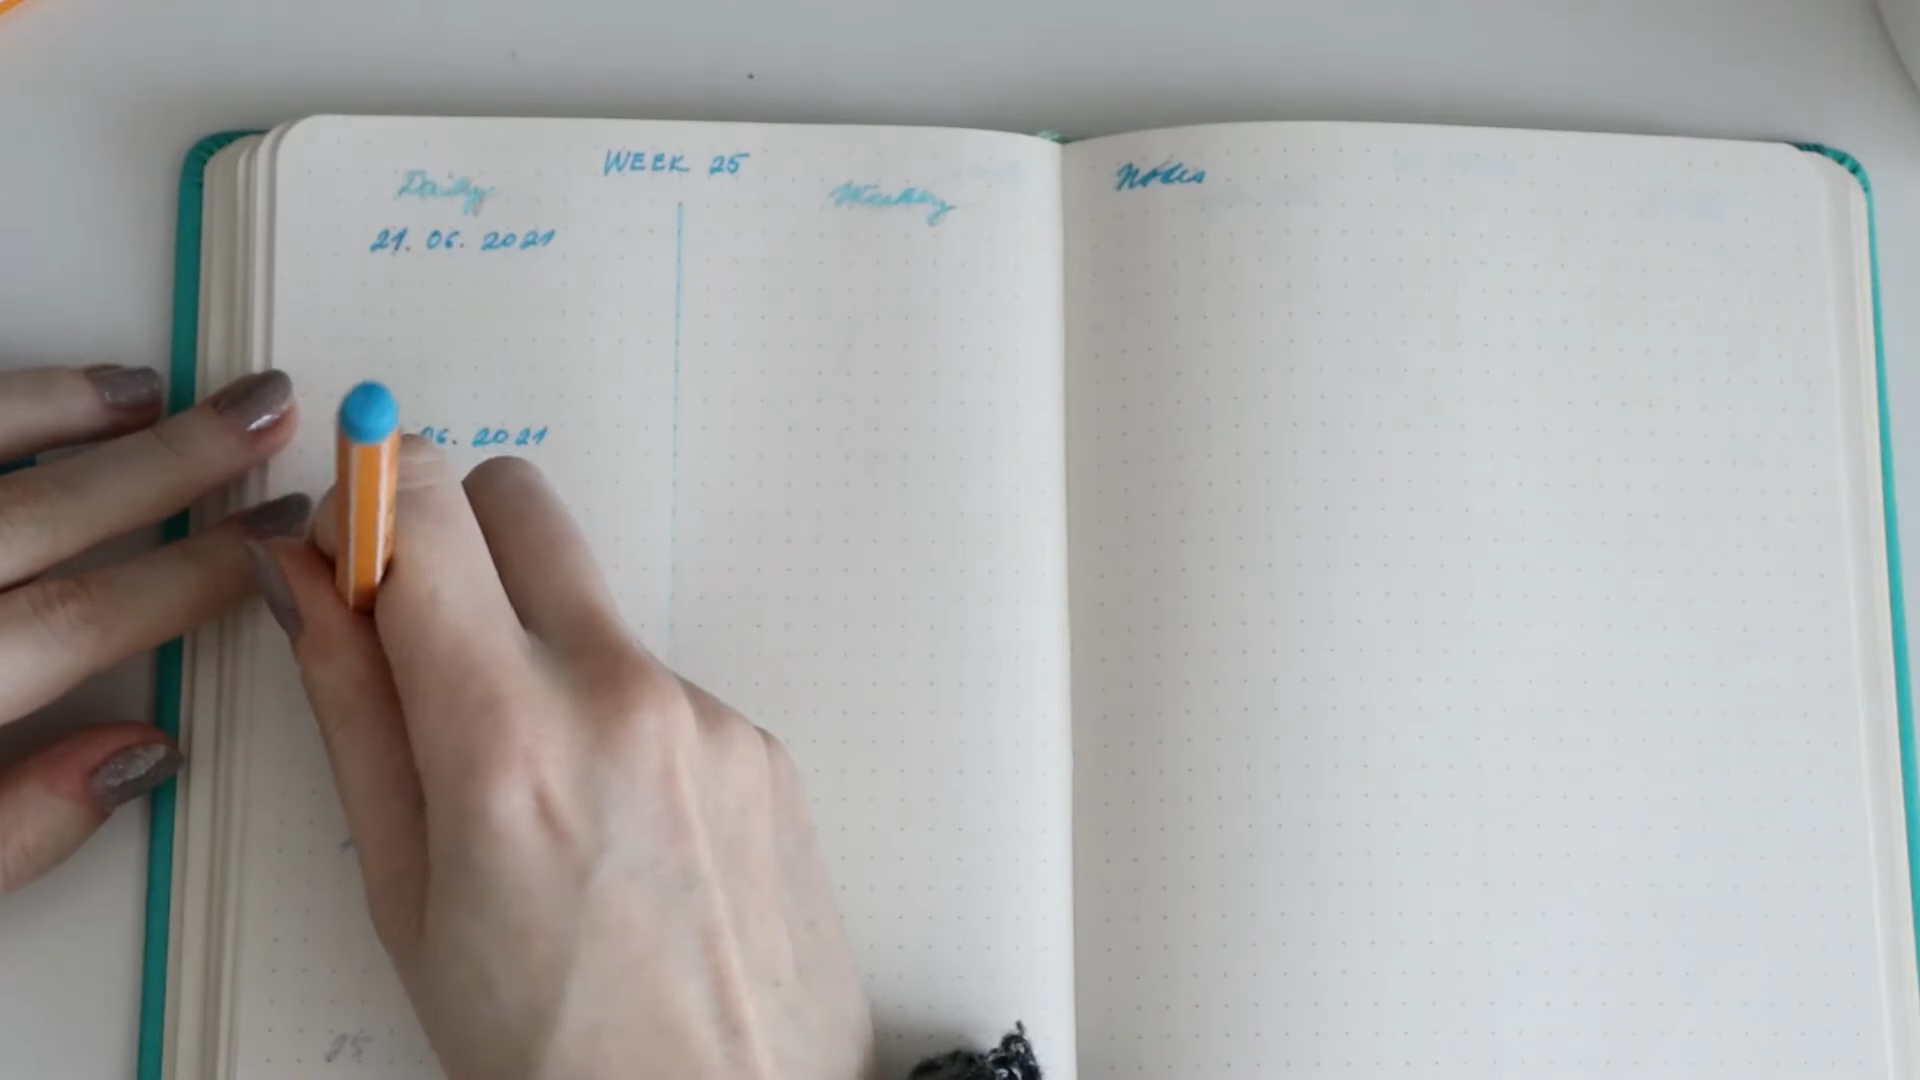 WEEK 25
Daily
Weekly
Notes
21. 06. 2021
06. 2021
25